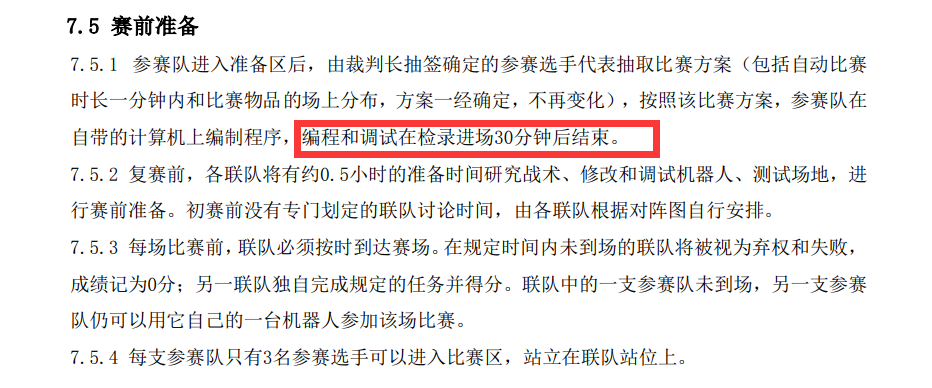 7.5 赛前准备
7.5.1 参赛队进入准备区后，由裁判长抽签确定的参赛选手代表抽取比赛方案（包括自动比赛
时长一分钟内和比赛物品的场上分布，方案一经确定，不再变化），按照该比赛方案，参赛队在
自带的计算机上编制程序，编程和调试在检录进场30分钟后结束。
7.5.2 复赛前，各联队将有约0.5小时的准备时间研究战术、修改和调试机器人、测试场地，进
行赛前准备。初赛前没有专门划定的联队讨论时间，由各联队根据对阵图自行安排。
7.5.3 每场比赛前，联队必须按时到达赛场。在规定时间内未到场的联队将被视为弃权和失败，
成绩记为0分；另一联队独自完成规定的任务并得分。联队中的一支参赛队未到场，另一支参赛
队仍可以用它自己的一台机器人参加该场比赛。
7.5.4 每支参赛队只有3名参赛选手可以进入比赛区，站立在联队站位上。